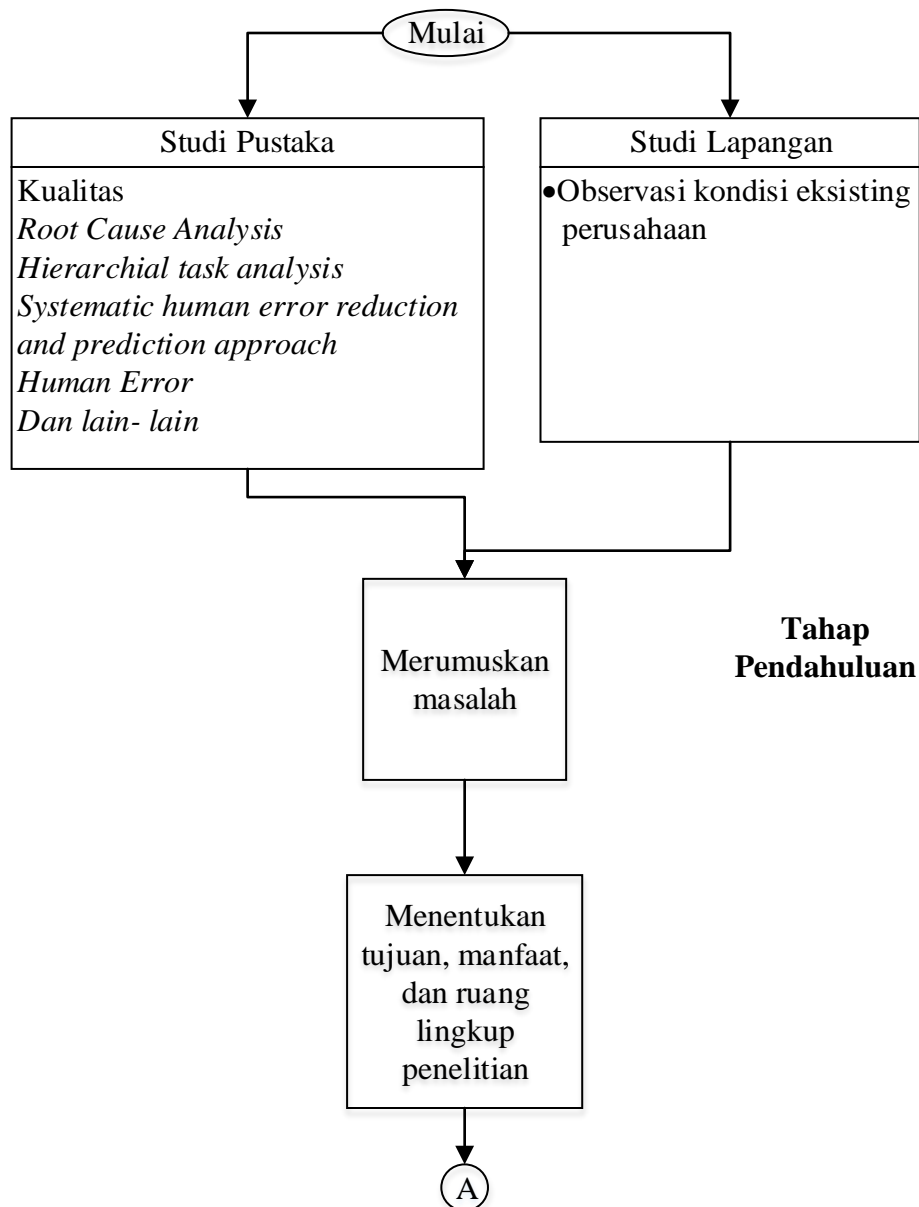 Mulai
Studi Pustaka
Kualitas
Root Cause Analysis
Hierarchial task analysis
Systematic human error reduction
and prediction approach
Human Error
Dan lain- lain
Studi Lapangan
•Observasi kondisi eksisting
perusahaan
Merumuskan
masalah
Tahap
Pendahuluan
Menentukan
tujuan, manfaat,
dan ruang
lingkup
penelitian
A